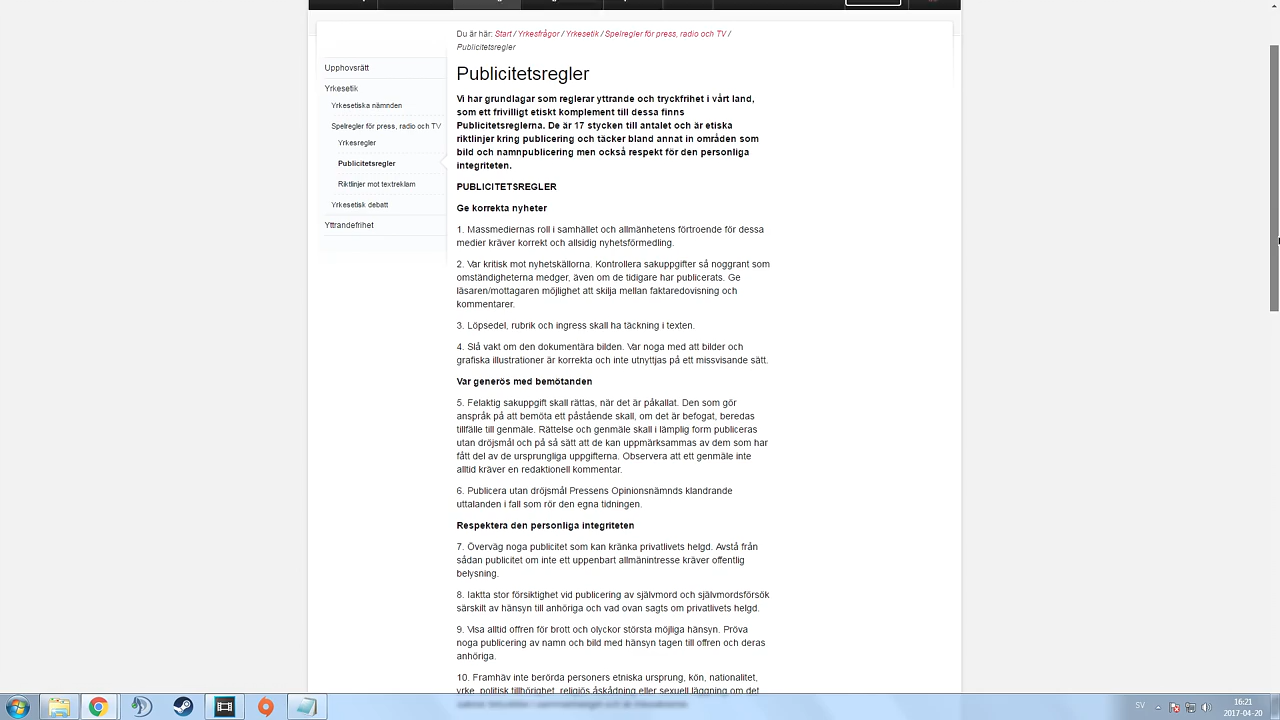 Du är här: Start / Yrkesfrågor / Yrkesetik / Spelregler för press, radio och TV /
Publicitetsregler
Upphovsrätt
Yrkesetik
Yrkesetiska nämnden
Spelregler för press, radio och TV
Yrkesregler
Publicitetsregler
Riktlinjer mot textreklam
Yrkesetisk debatt
Yttrandefrihet
Publicitetsregler
Vi har grundlagar som reglerar yttrande och tryckfrihet i vårt land,
som ett frivilligt etiskt komplement till dessa finns
Publicitetsreglerna. De är 17 stycken till antalet och är etiska
riktlinjer kring publicering och täcker bland annat in områden som
bild och namnpublicering men också respekt för den personliga
integriteten.
PUBLICITETSREGLER
Ge korrekta nyheter
1. Massmediernas roll i samhället och allmänhetens förtroende för dessa
medier kräver korrekt och allsidig nyhetsförmedling.
2. Var kritisk mot nyhetskällorna. Kontrollera sakuppgifter så noggrant som
omständigheterna medger, även om de tidigare har publicerats. Ge
läsaren/mottagaren möjlighet att skilja mellan faktaredovisning och
kommentarer.
3. Löpsedel, rubrik och ingress skall ha täckning i texten.
4. Slå vakt om den dokumentära bilden. Var noga med att bilder och
grafiska illustrationer är korrekta och inte utnyttjas på ett missvisande sätt.
Var generös med bemötanden
5. Felaktig sakuppgift skall rättas, när det är påkallat. Den som gör
anspråk på att bemöta ett påstående skall, om det är befogat, beredas
tillfälle till genmäle. Rättelse och genmäle skall i lämplig form publiceras
utan dröjsmål och på så sätt att de kan uppmärksammas av dem som har
fått del av de ursprungliga uppgifterna. Observera att ett genmäle inte
alltid kräver en redaktionell kommentar.
6. Publicera utan dröjsmål Pressens Opinionsnämnds klandrande
uttalanden i fall som rör den egna tidningen.
Respektera den personliga integriteten
7. Överväg noga publicitet som kan kränka privatlivets helgd. Avstå från
sådan publicitet om inte ett uppenbart allmänintresse kräver offentlig
belysning.
8. Iaktta stor försiktighet vid publicering av självmord och självmordsförsök
särskilt av hänsyn till anhöriga och vad ovan sagts om privatlivets helgd.
9. Visa alltid offren för brott och olyckor största möjliga hänsyn. Pröva
noga publicering av namn och bild med hänsyn tagen till offren och deras
anhöriga.
10. Framhäv inte berörda personers etniska ursprung, kön, nationalitet,
yrke, politisk tillhörighet, religiös åskådning eller sexuell läggning om det
SV
16:21
2017-04-20